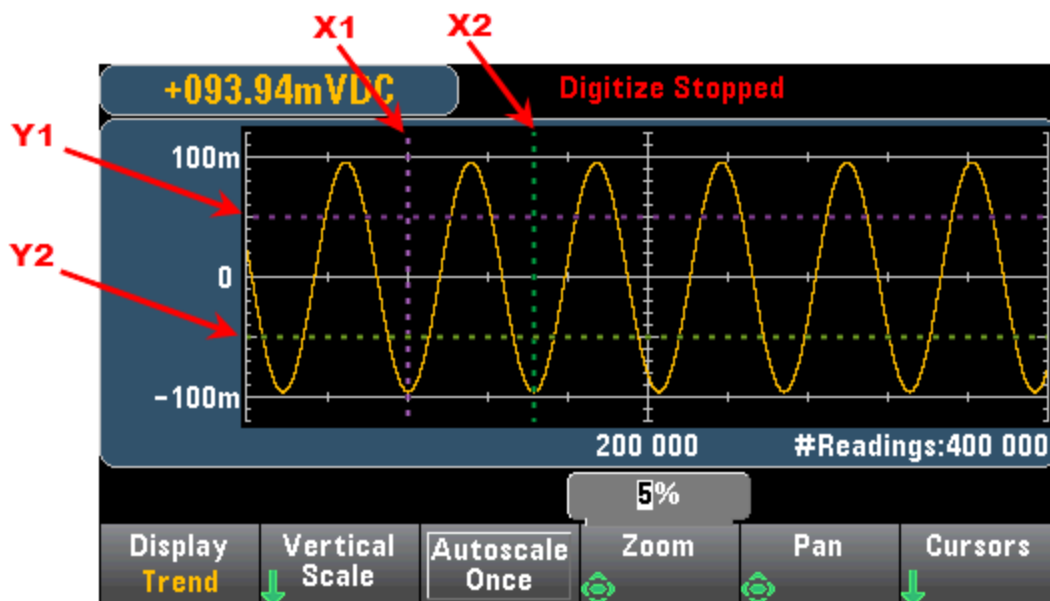 X1
X2
+093.94mVDC
Digitize Stopped
Y1
100m
Y2
0
-100m
200 000
#Readings:400 000
5%
Display
Trend
Vertical
Scale
Autoscale
Once
Zoom
Pan
Cursors